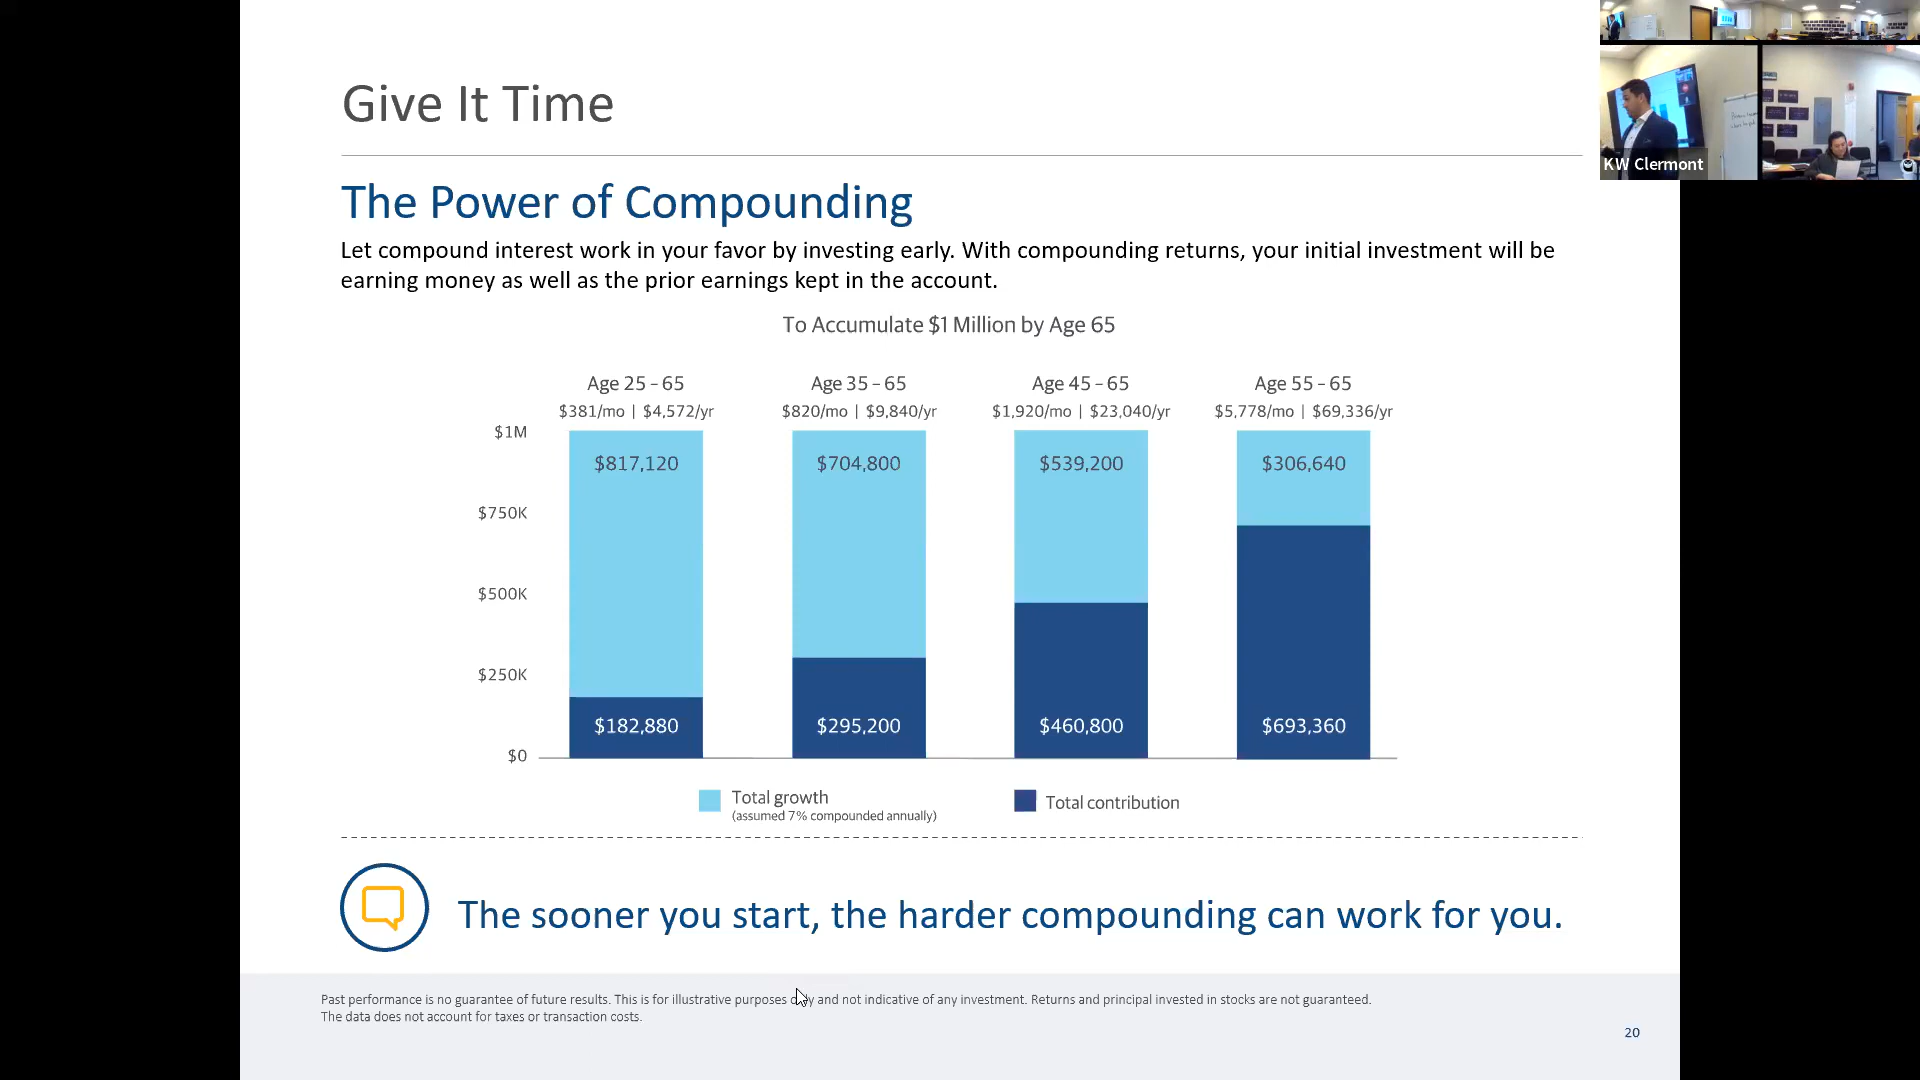 Give It Time
KW Clermont
The Power of Compounding
Let compound interest work in your favor by investing early. With compounding returns, your initial investment will be
earning money as well as the prior earnings kept in the account.
To Accumulate $1 Million by Age 65
Age 25 – 65 Age 35 – 65 Age 45 – 65 Age 55 – 65
$381/mo | $4,572/yr $820/mo | $9,840/yr $1,920/mo | $23,040/yr $5,778/mo | $69,336/yr
$1M
$817,120 $704,800 $539,200 $306,640
$750K
$500K
$250K
$182,880 $295,200 $460,800 $693,360
$0
Total growth
(assumed 7% compounded annually)
Total contribution
The sooner you start, the harder compounding can work for you.
Past performance is no guarantee of future results. This is for illustrative purposes only and not indicative of any investment. Returns and principal invested in stocks are not guaranteed.
The data does not account for taxes or transaction costs.
20